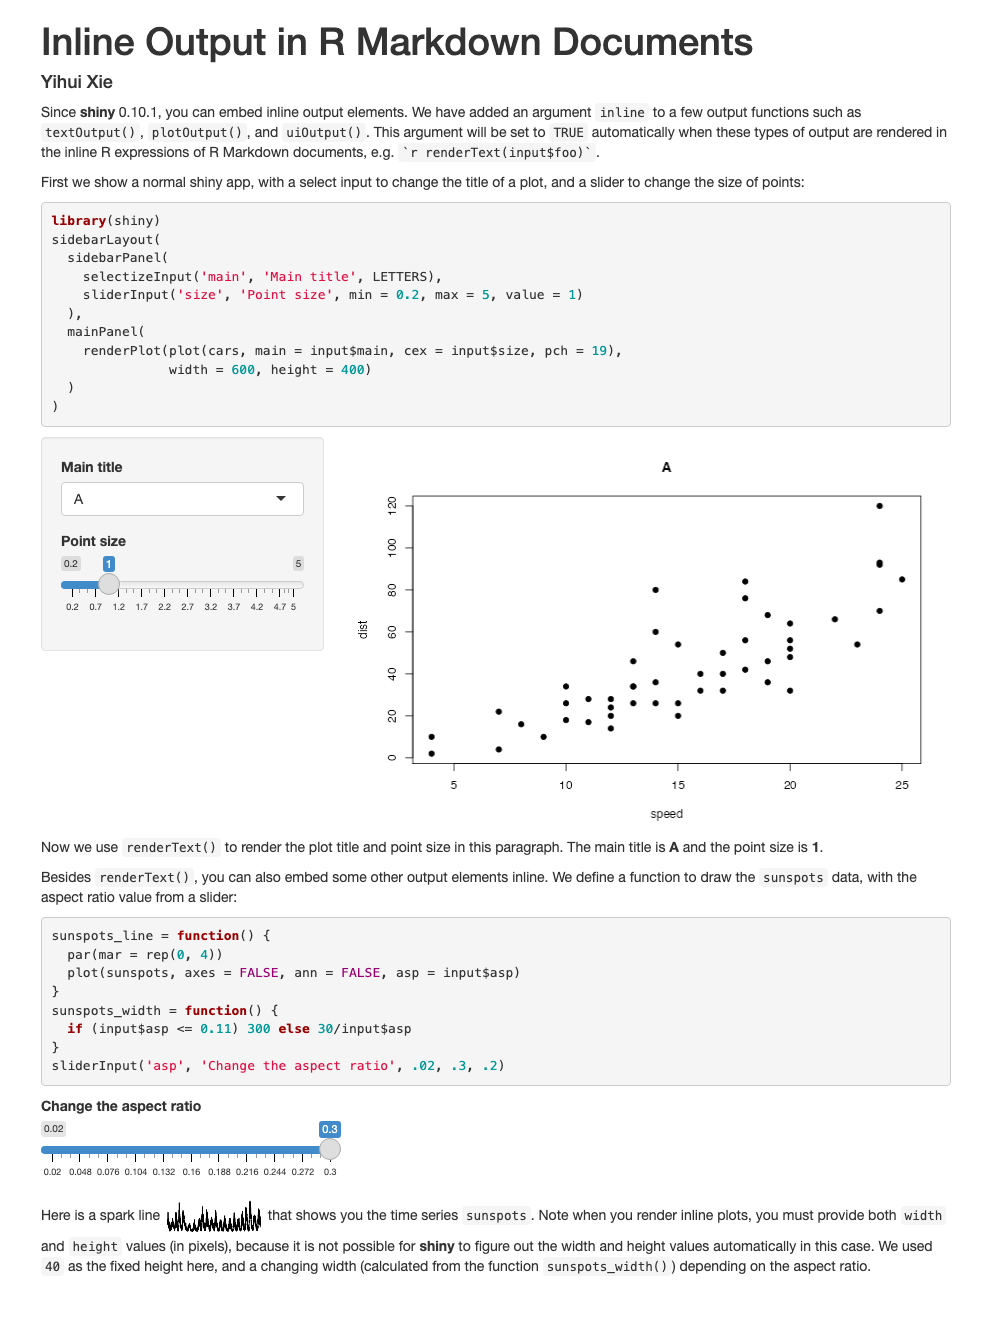 Inline Output in R Markdown Documents
Yihui Xie
Since shiny 0.10.1, you can embed inline output elements. We have added an argument inline to a few output functions such as
textOutput() , plotOutput() , and uiOutput() . This argument will be set to TRUE automatically when these types of output are rendered in
the inline R expressions of R Markdown documents, e.g. `r renderText(input$foo)` .
First we show a normal shiny app, with a select input to change the title of a plot, and a slider to change the size of points:
library(shiny)
sidebarLayout(
  sidebarPanel(
    selectizeInput('main', 'Main title', LETTERS),
    sliderInput('size', 'Point size', min = 0.2, max = 5, value = 1)
  ),
  mainPanel(
    renderPlot(plot(cars, main = input$main, cex = input$size, pch = 19),
               width = 600, height = 400)
  )
)
Main title
A
Point size
0.2 1 5
0.2 0.7 1.2 1.7 2.2 2.7 3.2 3.7 4.2 4.7 5
A
120
100
80
60
40
20
0
dist
5 10 15 20 25
speed
Now we use renderText() to render the plot title and point size in this paragraph. The main title is A and the point size is 1.
Besides renderText() , you can also embed some other output elements inline. We define a function to draw the sunspots data, with the
aspect ratio value from a slider:
sunspots_line = function() {
  par(mar = rep(0, 4))
  plot(sunspots, axes = FALSE, ann = FALSE, asp = input$asp)
}
sunspots_width = function() {
  if (input$asp <= 0.11) 300 else 30/input$asp
}
sliderInput('asp', 'Change the aspect ratio', .02, .3, .2)
Change the aspect ratio
0.02 0.3
0.02 0.048 0.076 0.104 0.132 0.16 0.188 0.216 0.244 0.272 0.3
Here is a spark line that shows you the time series sunspots . Note when you render inline plots, you must provide both width
and height values (in pixels), because it is not possible for shiny to figure out the width and height values automatically in this case. We used
40 as the fixed height here, and a changing width (calculated from the function sunspots_width() ) depending on the aspect ratio.